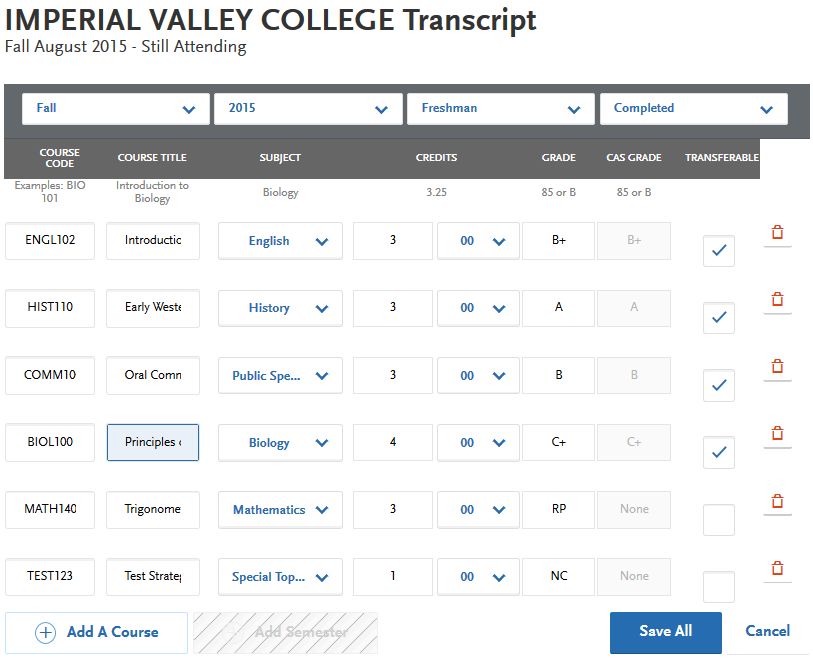 IMPERIAL VALLEY COLLEGE Transcript
Fall August 2015 - Still Attending
Fall 2015 Freshman Completed
COURSE CODE COURSE TITLE SUBJECT CREDITS GRADE CAS GRADE TRANSFERABLE
Examples: BIO 101 Introduction to Biology Biology 3.25 85 or B 85 or B
ENGL102 Introductic English 3 00 B+ B+
HIST110 Early Weste History 3 00 A A
COMM10 Oral Comn Public Spe... 3 00 B B
BIOL100 Principles o Biology 4 00 C+ C+
MATH140 Trigonome Mathematics 3 00 RP None
TEST123 Test Strateg Special Top... 1 00 NC None
Add A Course Add Semester Save All Cancel